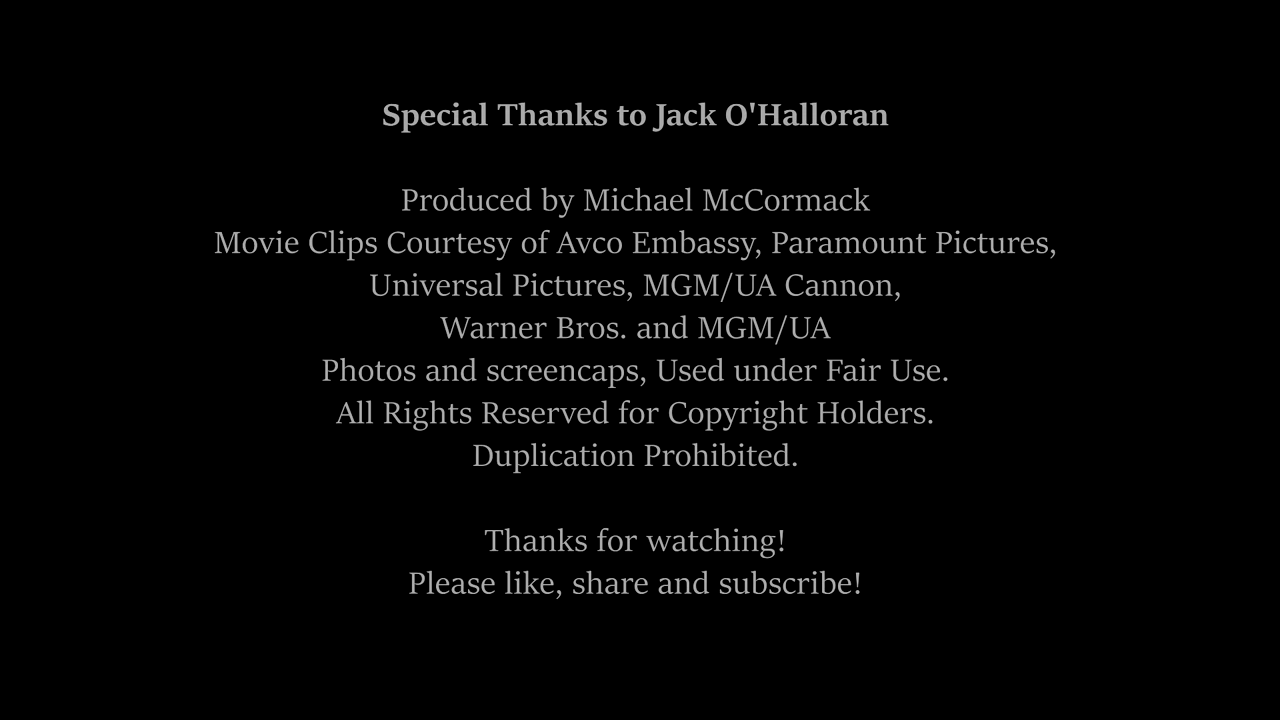 Special Thanks to Jack O'Halloran
Produced by Michael McCormack
Movie Clips Courtesy of Avco Embassy, Paramount Pictures,
Universal Pictures, MGM/UA Cannon,
Warner Bros. and MGM/UA
Photos and screencaps, Used under Fair Use.
All Rights Reserved for Copyright Holders.
Duplication Prohibited.
Thanks for watching!
Please like, share and subscribe!